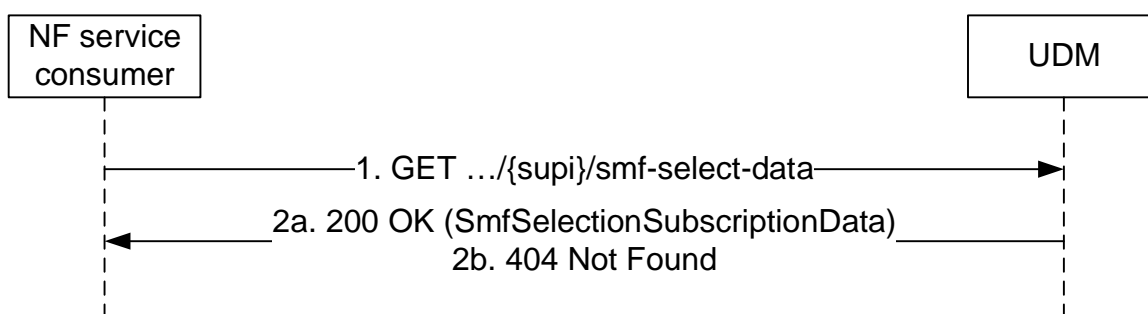 NF service
consumer
UDM
1. GET …/{supi}/smf-select-data
2a. 200 OK (SmfSelectionSubscriptionData)
2b. 404 Not Found